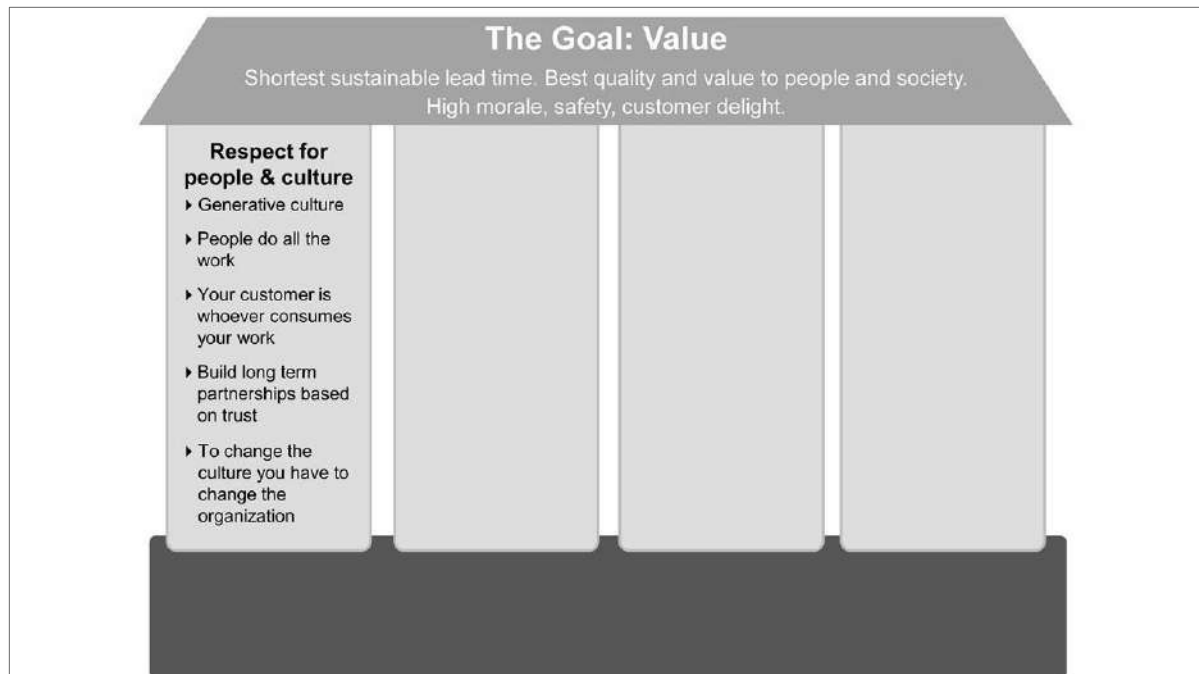 The Goal: Value
Shortest sustainable lead time. Best quality and value to people and society.
High morale, safety, customer delight.
Respect for
people & culture
Generative culture
People do all the
work
Your customer is
whoever consumes
your work
Build long term
partnerships based
on trust
To change the
culture you have to
change the
organization